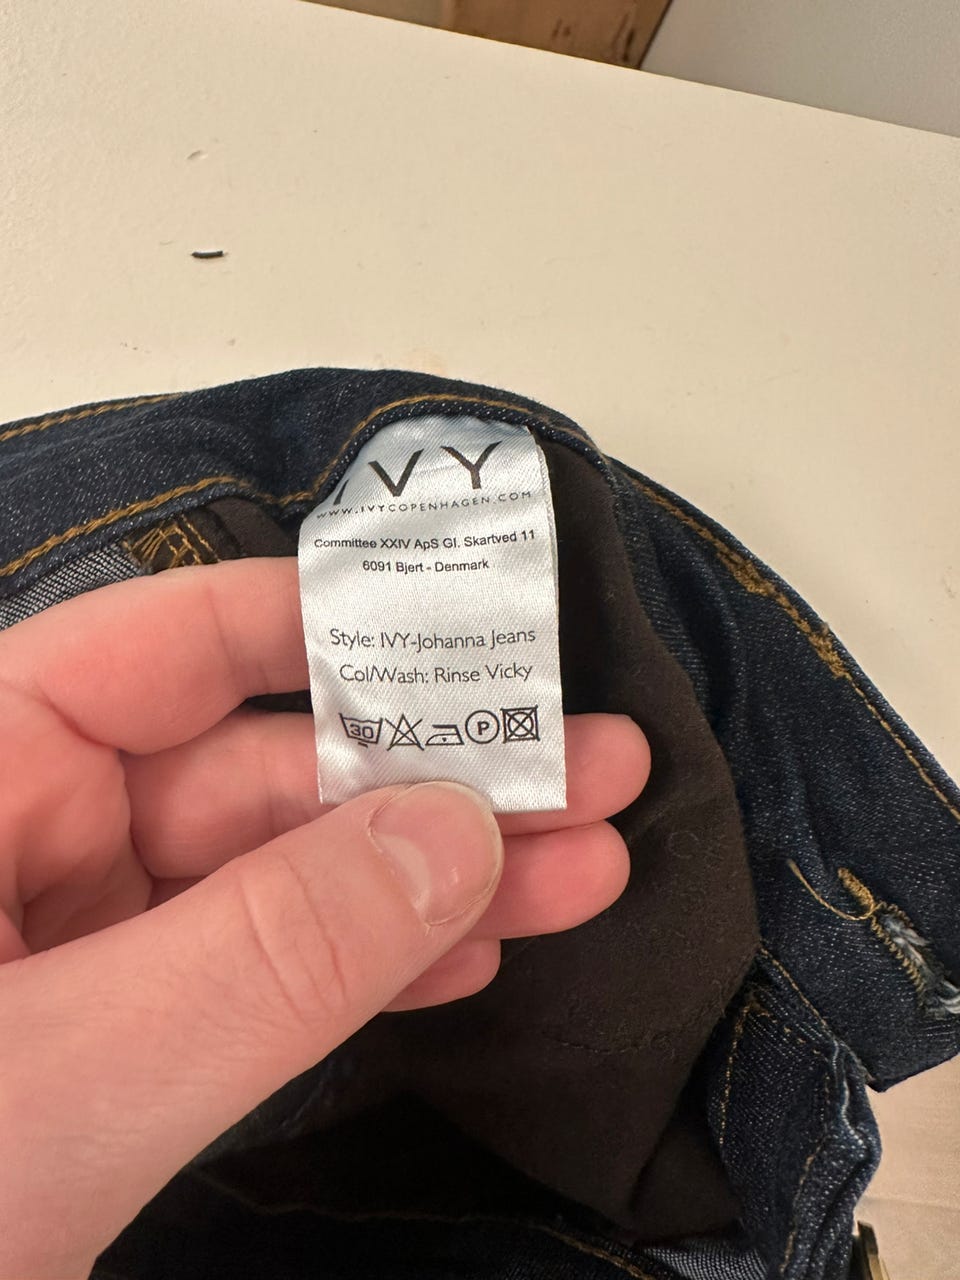 IVY
WWW.IVYCOPENHAGEN.COM
Committee XXIV ApS Gl. Skartved 11
6091 Bjert - Denmark
Style: IVY-Johanna Jeans
Col/Wash: Rinse Vicky
30 P